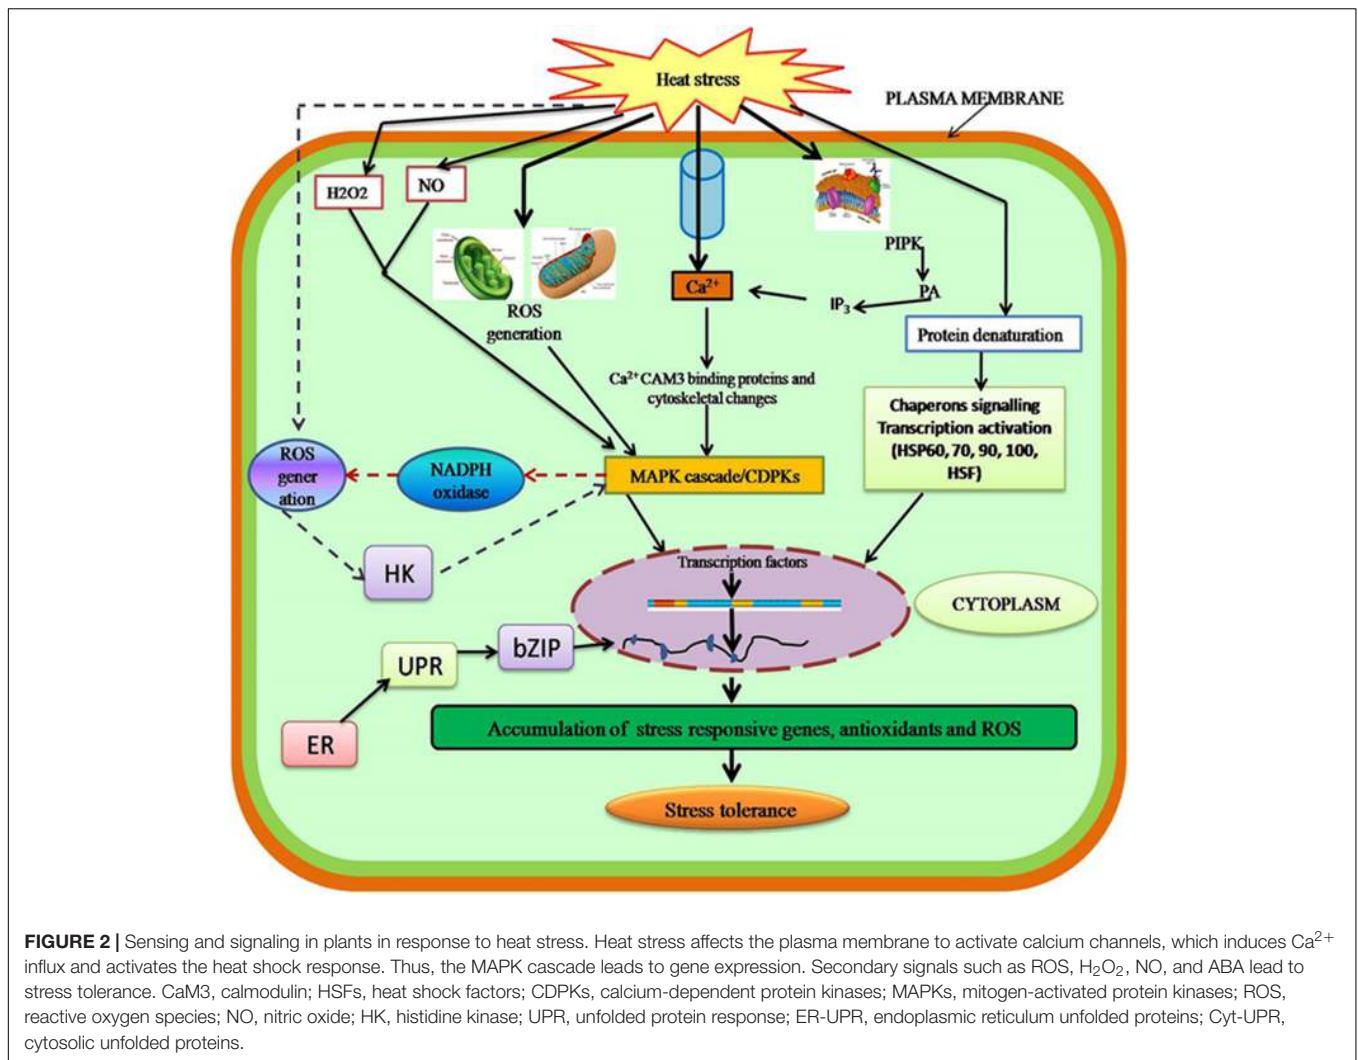 Heat stress
PLASMA MEMBRANE
H2O2
NO
PIPK
PA
IP₃
Ca²⁺
ROS
generation
Protein denaturation
Ca²⁺ CAM3 binding proteins and
cytoskeletal changes
Chaperons signalling
Transcription activation
(HSP60, 70, 90, 100,
HSF)
ROS
gener
ation
NADPH
oxidase
MAPK cascade/CDPKs
HK
Transcription factors
CYTOPLASM
bZIP
UPR
ER
Accumulation of stress responsive genes, antioxidants and ROS
Stress tolerance
FIGURE 2 | Sensing and signaling in plants in response to heat stress. Heat stress affects the plasma membrane to activate calcium channels, which induces Ca²⁺
influx and activates the heat shock response. Thus, the MAPK cascade leads to gene expression. Secondary signals such as ROS, H₂O₂, NO, and ABA lead to
stress tolerance. CaM3, calmodulin; HSFs, heat shock factors; CDPKs, calcium-dependent protein kinases; MAPKs, mitogen-activated protein kinases; ROS,
reactive oxygen species; NO, nitric oxide; HK, histidine kinase; UPR, unfolded protein response; ER-UPR, endoplasmic reticulum unfolded proteins; Cyt-UPR,
cytosolic unfolded proteins.